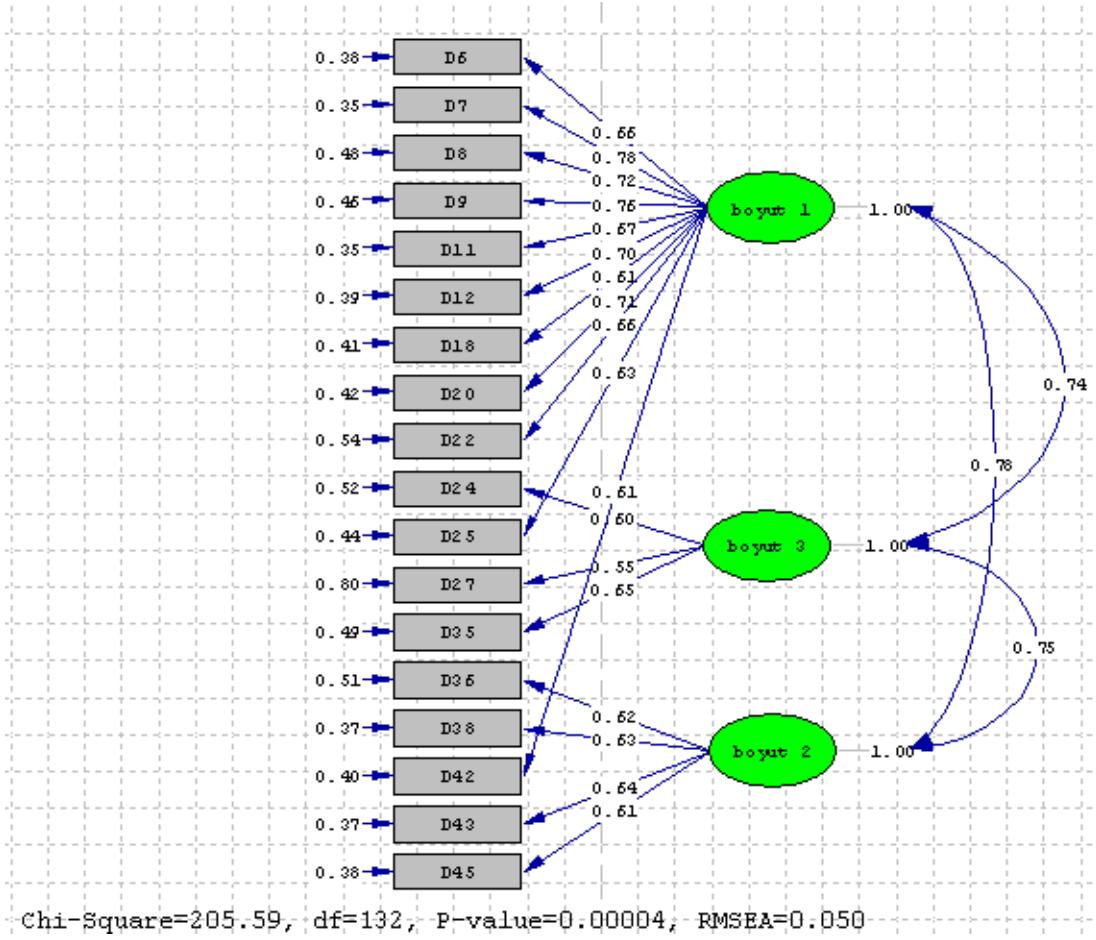 0.38 D6
0.66
0.35 D7
0.78
0.48 D8
0.72
0.46 D9
0.76
boyut 1 1.00
0.67
0.35 D11
0.70
0.61
0.39 D12
0.71
0.66
0.41 D18
0.63
0.74
0.42 D20
0.54 D22
0.78
0.52 D24
0.61
0.60
0.44 D25
boyut 3 1.00
0.55
0.80 D27
0.65
0.49 D35
0.75
0.51 D36
0.62
0.37 D38
0.63
boyut 2 1.00
0.40 D42
0.64
0.61
0.37 D43
0.38 D45
Chi-Square=205.59, df=132, P-value=0.00004, RMSEA=0.050